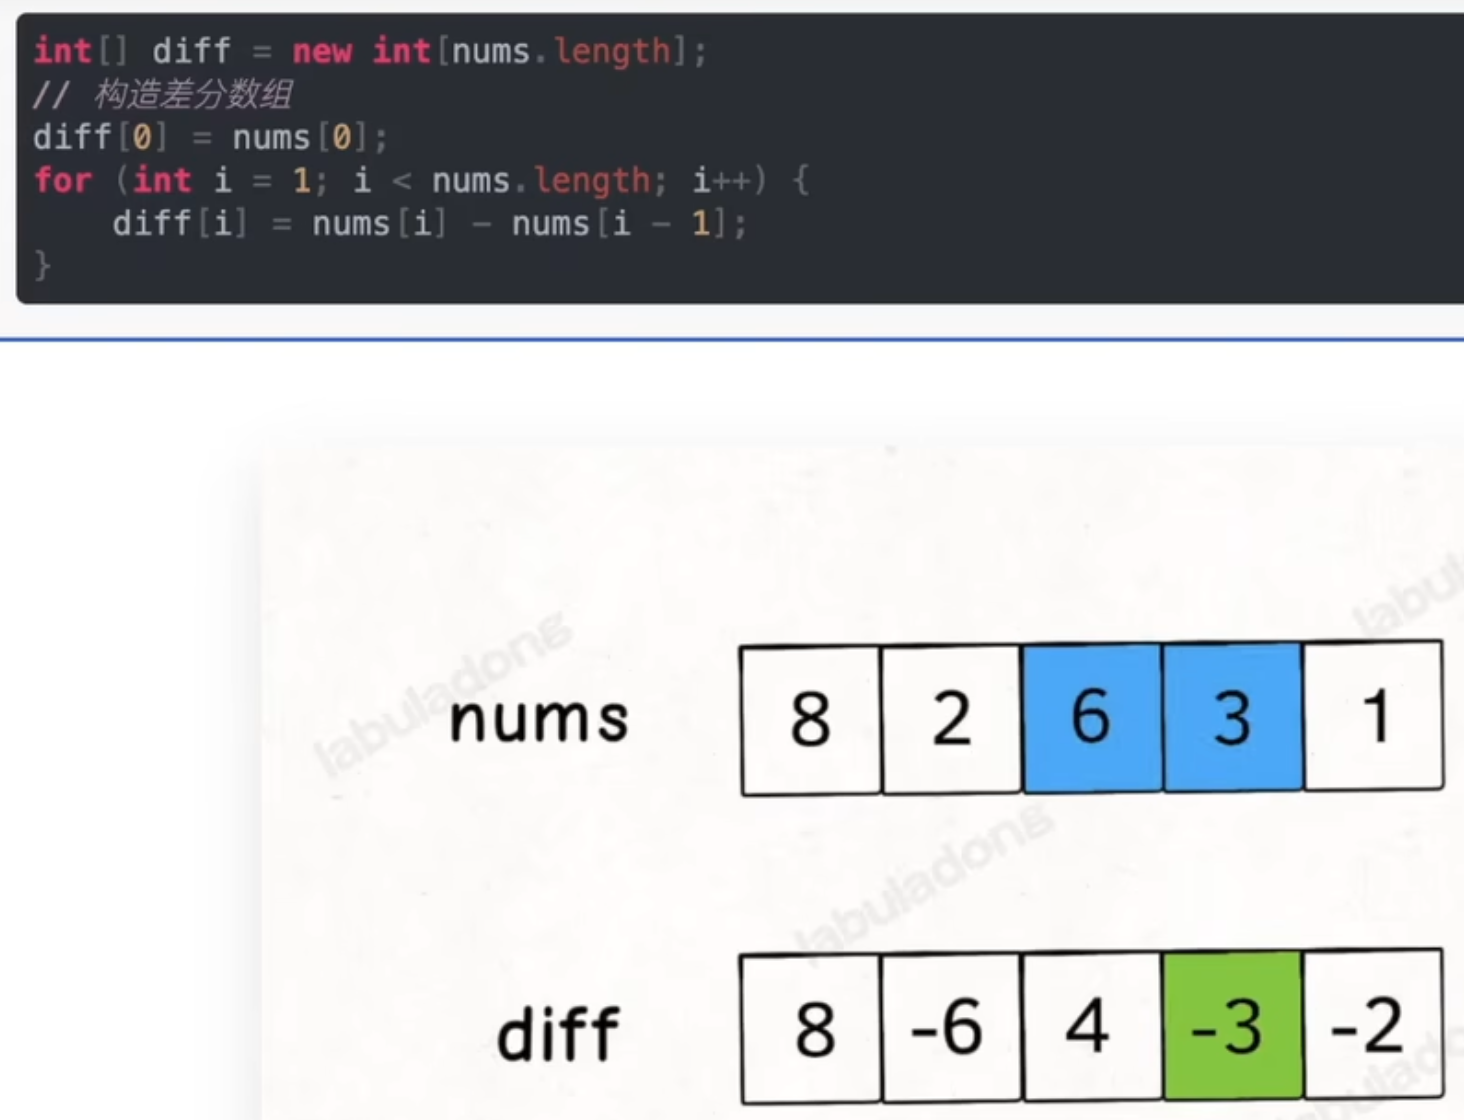 int[] diff = new int[nums.length];
// 构造差分数组
diff[0] = nums[0];
for (int i = 1; i < nums.length; i++) {
    diff[i] = nums[i] - nums[i - 1];
}
labuladong
labul
nums 8 2 6 3 1
labuladong
diff 8 -6 4 -3 -2